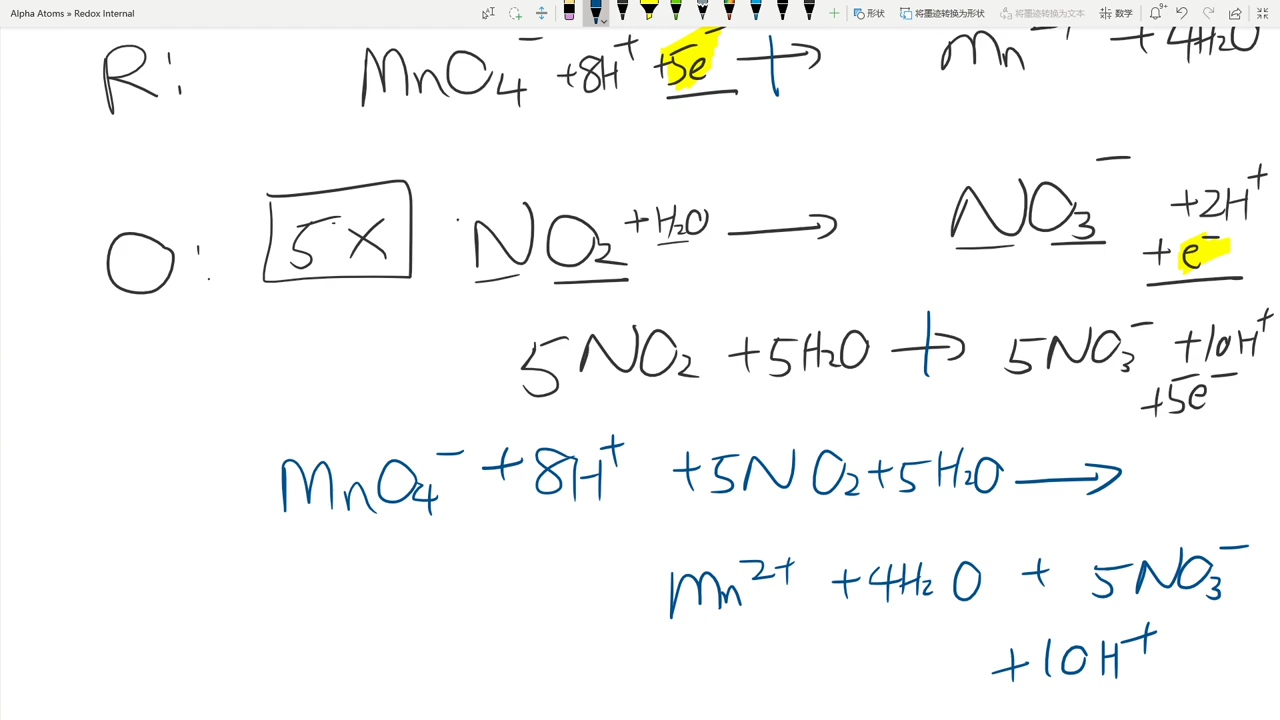 Alpha Atoms » Redox Internal
形状 将墨迹转换为形状 将墨迹转换为文本 数学
R: MnO₄⁻ +8H⁺ +5e⁻ → Mn +4H₂O
O: 5X NO₂ +H₂O → NO₃⁻ +2H⁺
+e⁻
5NO₂ +5H₂O → 5NO₃⁻ +10H⁺
+5e⁻
MnO₄⁻ +8H⁺ +5NO₂+5H₂O →
Mn²⁺ +4H₂O + 5NO₃⁻
+10H⁺